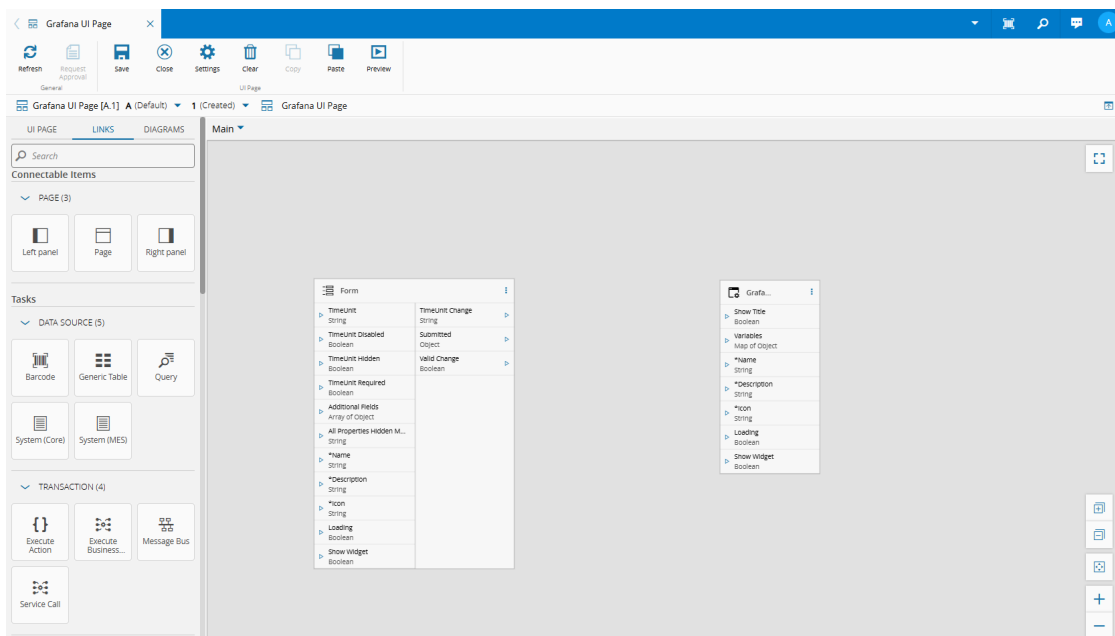 Grafana UI Page
A
Refresh
Request
Approval
Save
Close
Settings
Clear
Copy
Paste
Preview
General
UI Page
Grafana UI Page [A.1] A (Default) 1 (Created) Grafana UI Page
UI PAGE LINKS DIAGRAMS
Main
Search
Connectable Items
PAGE (3)
Left panel
Page
Right panel
Tasks
DATA SOURCE (5)
Barcode
Generic Table
Query
System (Core)
System (MES)
TRANSACTION (4)
Execute
Action
Execute
Business...
Message Bus
Service Call
Form
TimeUnit
String
TimeUnit Disabled
Boolean
TimeUnit Hidden
Boolean
TimeUnit Required
Boolean
Additional Fields
Array of Object
All Properties Hidden M...
String
*Name
String
*Description
String
*Icon
String
Loading
Boolean
Show Widget
Boolean
TimeUnit Change
String
Submitted
Object
Valid Change
Boolean
Grafa...
Show Title
Boolean
Variables
Map of Object
*Name
String
*Description
String
*Icon
String
Loading
Boolean
Show Widget
Boolean